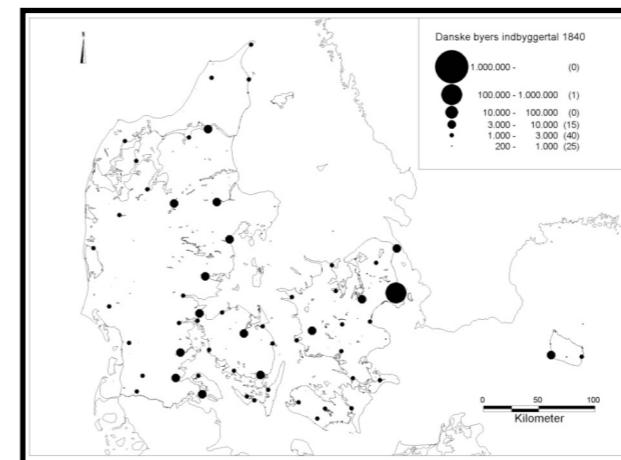 Danske byers indbyggertal 1840
1.000.000 - (0)
100.000 - 1.000.000 (1)
10.000 - 100.000 (0)
3.000 - 10.000 (15)
1.000 - 3.000 (40)
200 - 1.000 (25)
0 50 100
Kilometer